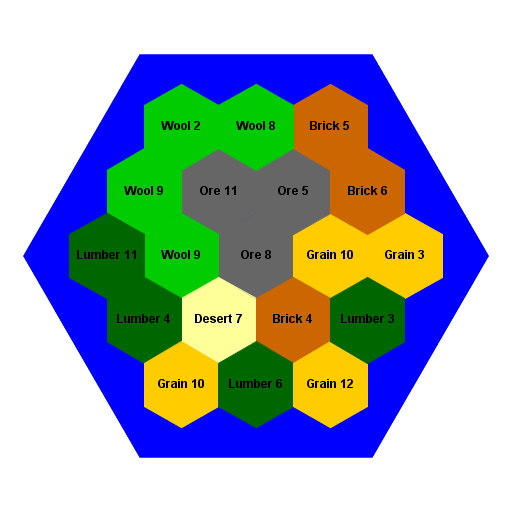 Wool 2 Wool 8 Brick 5
Wool 9 Ore 11 Ore 5 Brick 6
Lumber 11 Wool 9 Ore 8 Grain 10 Grain 3
Lumber 4 Desert 7 Brick 4 Lumber 3
Grain 10 Lumber 6 Grain 12